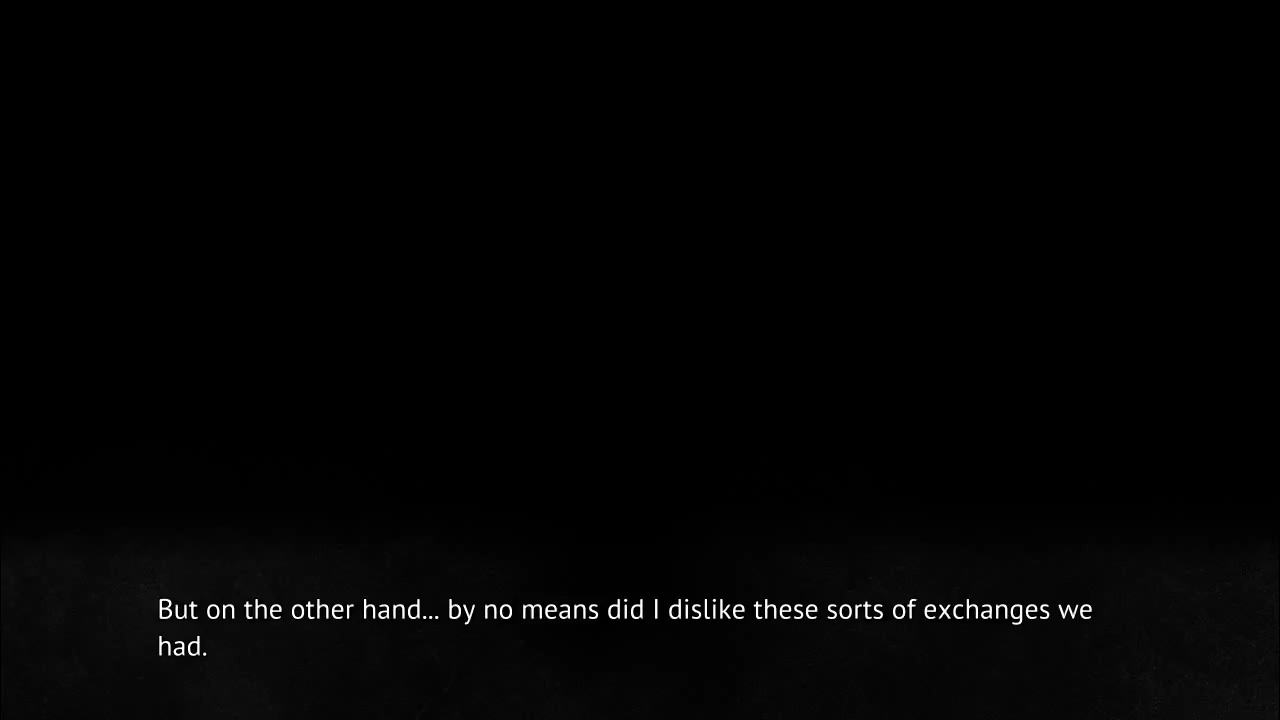 But on the other hand... by no means did I dislike these sorts of exchanges we
had.